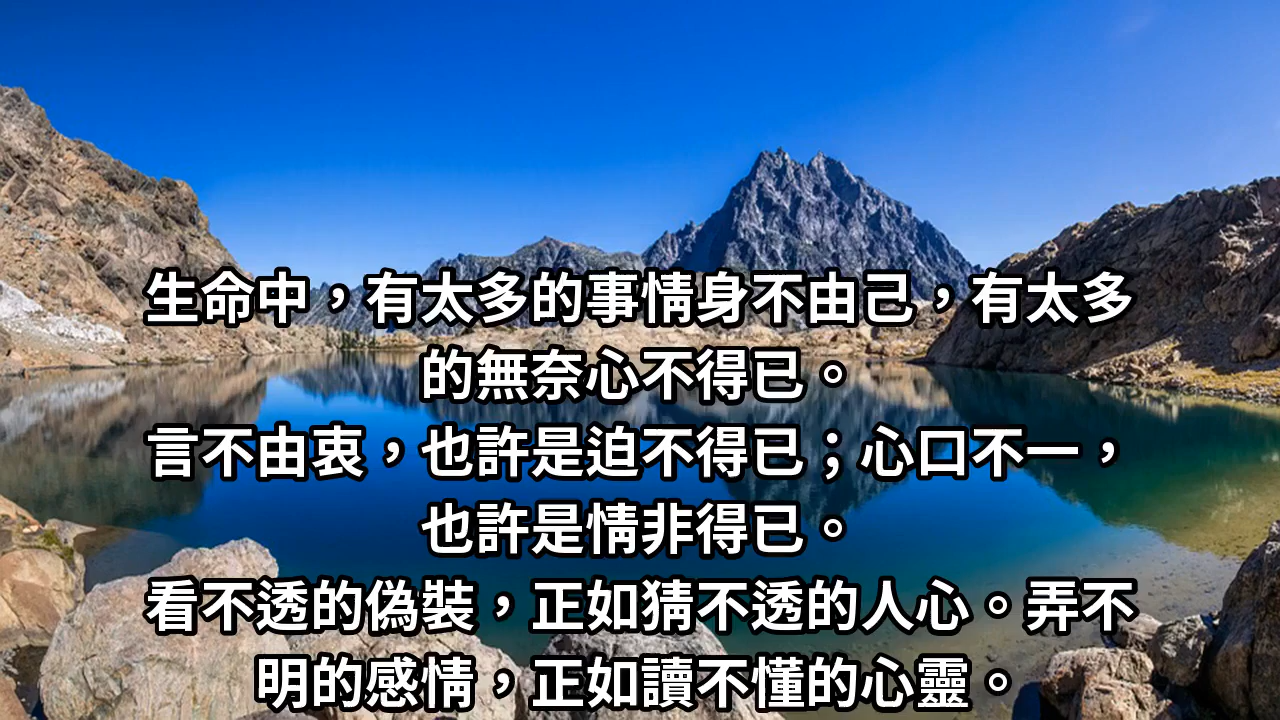 生命中，有太多的事情身不由己，有太多
的無奈心不得已。
言不由衷，也許是迫不得已；心口不一，
也許是情非得已。
看不透的偽裝，正如猜不透的人心。弄不
明的感情，正如讀不懂的心靈。